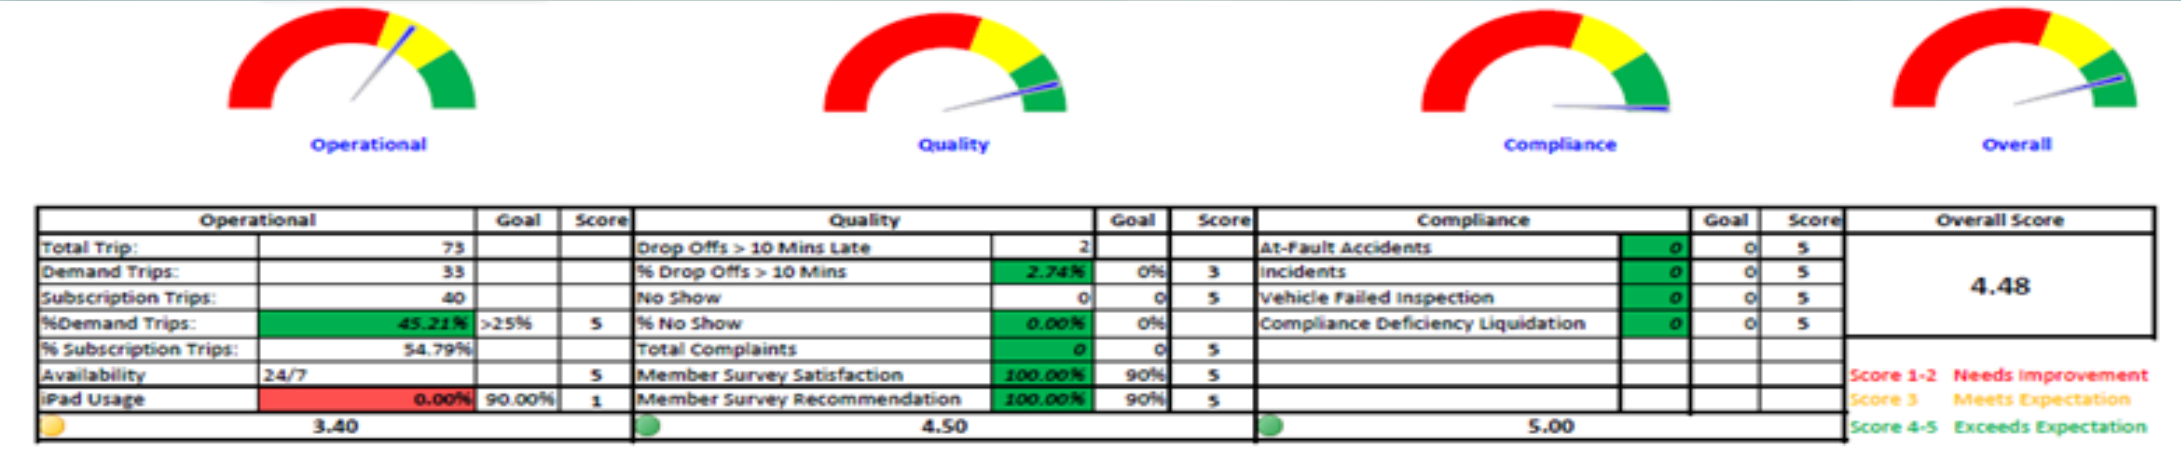 Operational Quality Compliance Overall
Operational Goal Score Quality Goal Score Compliance Goal Score Overall Score
Total Trip: 73 Drop Offs > 10 Mins Late 2 At-Fault Accidents 0 0 5
Demand Trips: 33 % Drop Offs > 10 Mins 2.74% 0% 3 Incidents 0 0 5
4.48
Subscription Trips: 40 No Show 0 0 5 Vehicle Failed Inspection 0 0 5
%Demand Trips: 45.21% >25% 5 % No Show 0.00% 0% Compliance Deficiency Liquidation 0 0 5
% Subscription Trips: 54.79% Total Complaints 0 0 5
Availability 24/7 5 Member Survey Satisfaction 100.00% 90% 5 Score 1-2 Needs Improvement
iPad Usage 0.00% 90.00% 1 Member Survey Recommendation 100.00% 90% 5 Score 3 Meets Expectation
3.40 4.50 5.00 Score 4-5 Exceeds Expectation